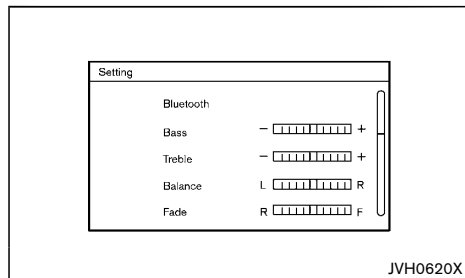 Setting
Bluetooth
Bass − +
Treble − +
Balance L R
Fade R F
JVH0620X